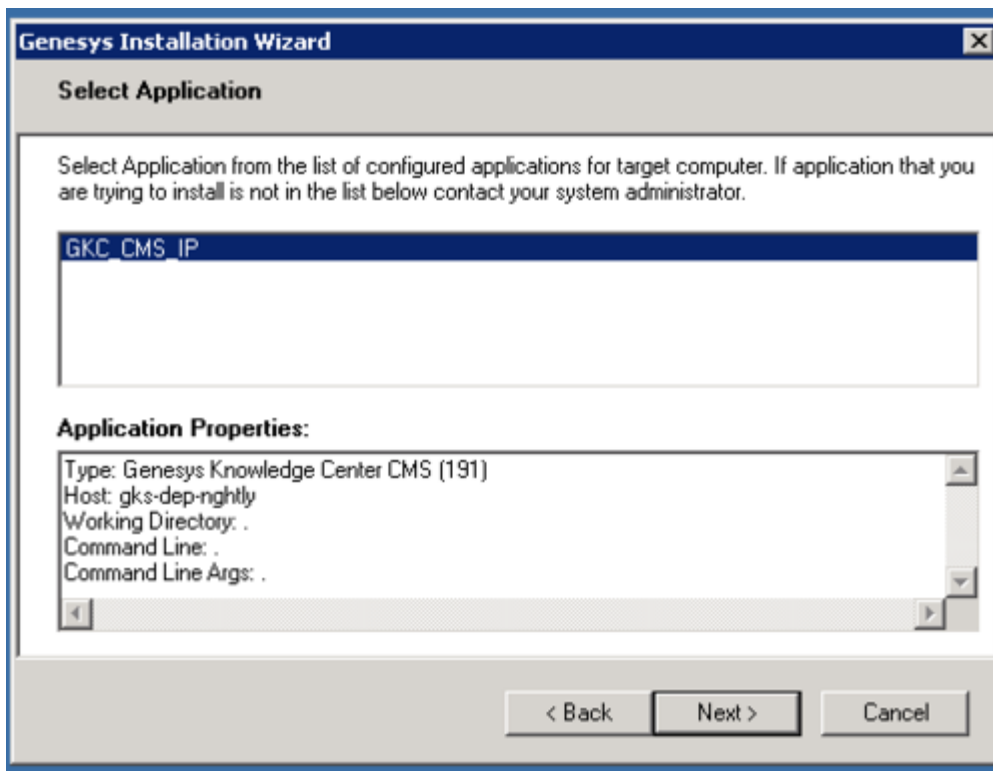 Genesys Installation Wizard
Select Application
Select Application from the list of configured applications for target computer. If application that you
are trying to install is not in the list below contact your system administrator.
GKC_CMS_IP
Application Properties:
Type: Genesys Knowledge Center CMS (191)
Host: gks-dep-nghtly
Working Directory: .
Command Line: .
Command Line Args: .
< Back Next > Cancel